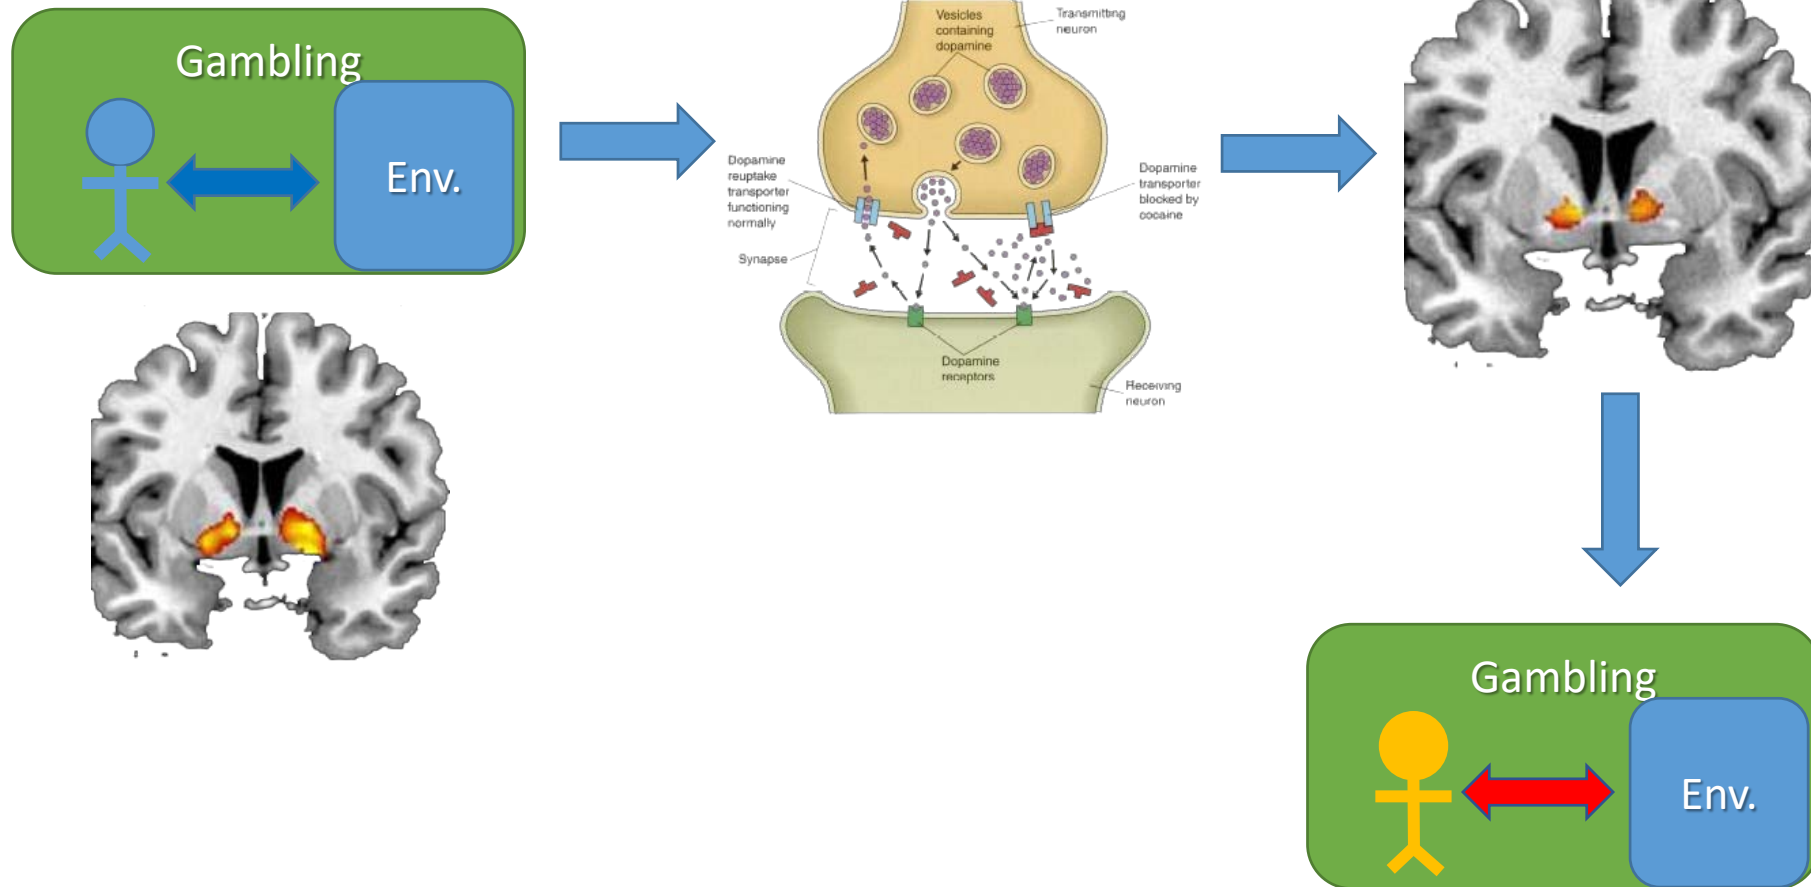 Gambling
Env.
Vesicles
containing
dopamine
Transmitting
neuron
Dopamine
reuptake
transporter
functioning
normally
Dopamine
transporter
blocked by
cocaine
Synapse
Dopamine
receptors
Receiving
neuron
Gambling
Env.